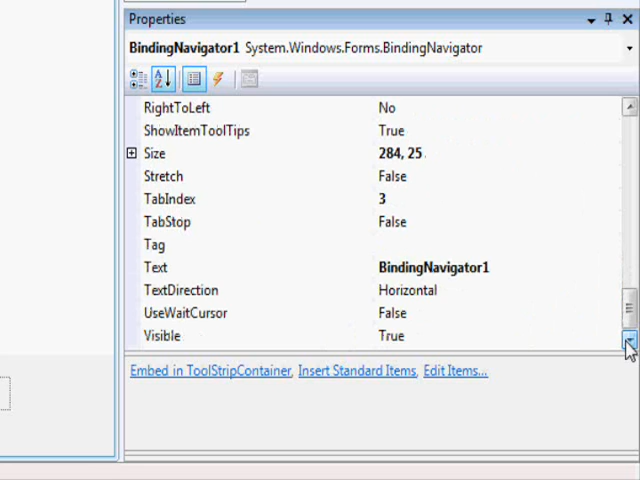 Properties
BindingNavigator1 System.Windows.Forms.BindingNavigator
RightToLeft No
ShowItemToolTips True
Size 284, 25
Stretch False
TabIndex 3
TabStop False
Tag
Text BindingNavigator1
TextDirection Horizontal
UseWaitCursor False
Visible True
Embed in ToolStripContainer, Insert Standard Items, Edit Items...